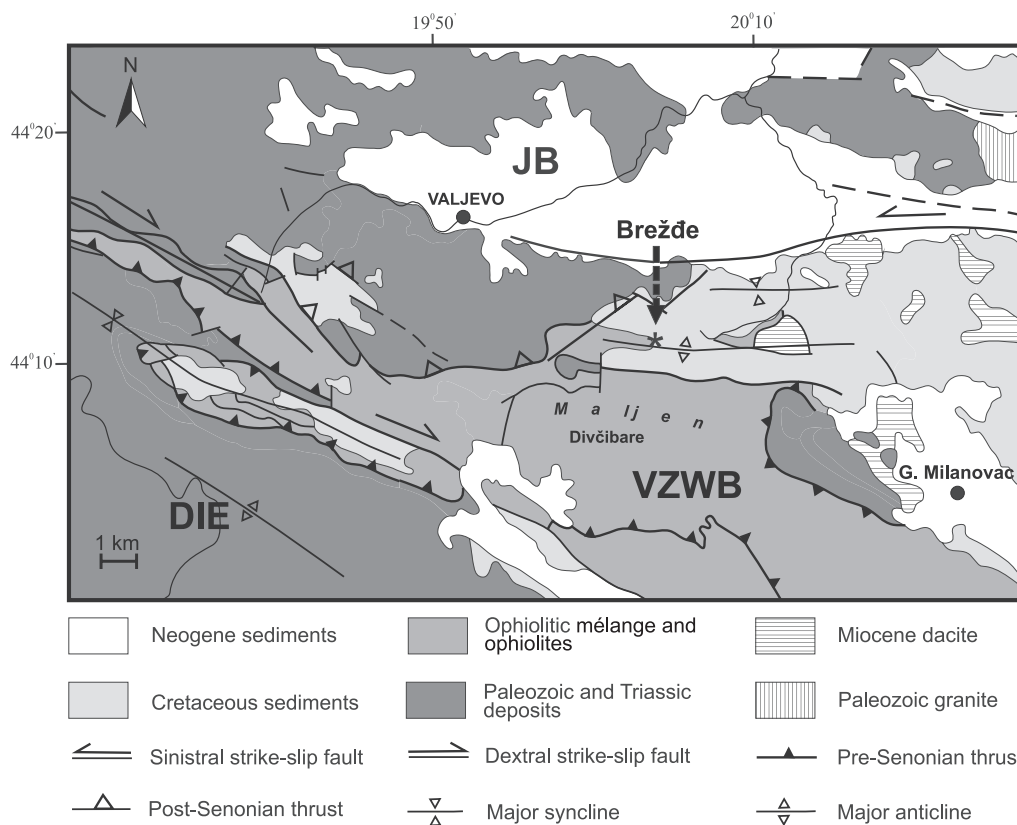 19°50' 20°10'
N
44°20'
JB
VALJEVO
Brežđe
44°10'
Maljen
Divčibare
G. Milanovac
VZWB
DIE
1 km
Neogene sediments
Ophiolitic mélange and
ophiolites
Miocene dacite
Cretaceous sediments
Paleozoic and Triassic
deposits
Paleozoic granite
Sinistral strike-slip fault
Dextral strike-slip fault
Pre-Senonian thrust
Post-Senonian thrust
Major syncline
Major anticline